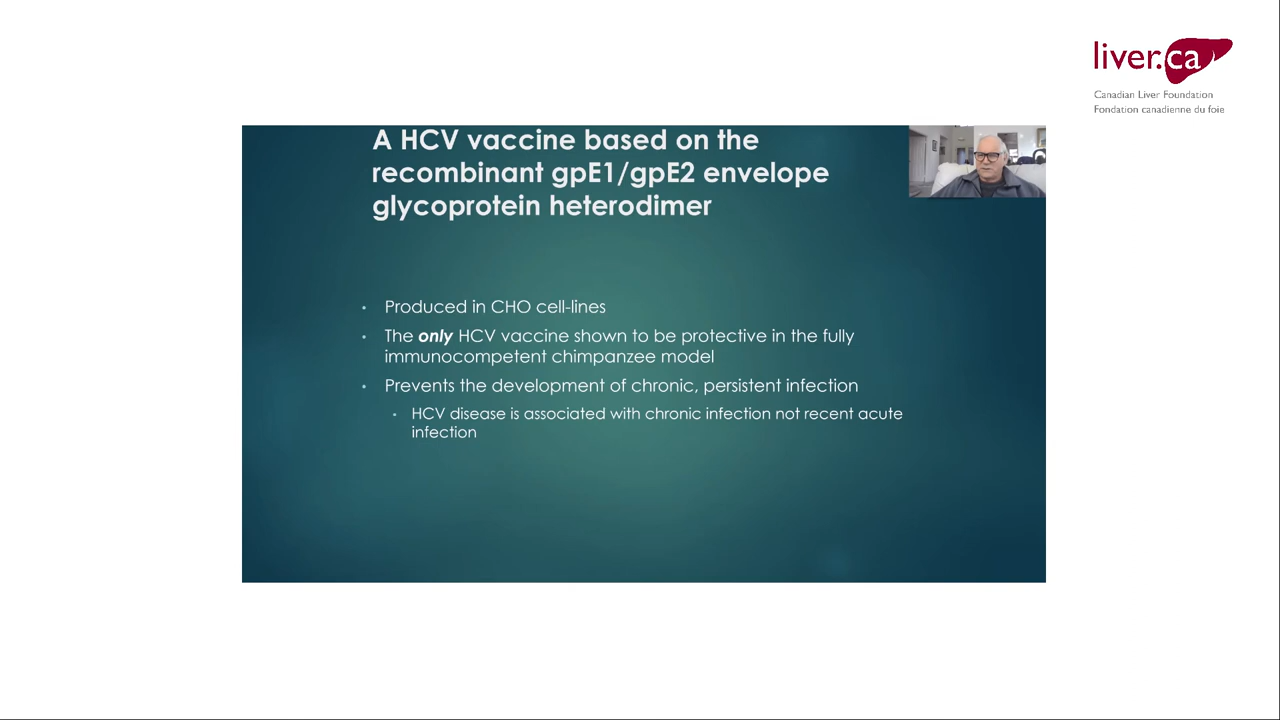 liver.ca
Canadian Liver Foundation
Fondation canadienne du foie
A HCV vaccine based on the
recombinant gpE1/gpE2 envelope
glycoprotein heterodimer
• Produced in CHO cell-lines
• The only HCV vaccine shown to be protective in the fully
immunocompetent chimpanzee model
• Prevents the development of chronic, persistent infection
• HCV disease is associated with chronic infection not recent acute
infection